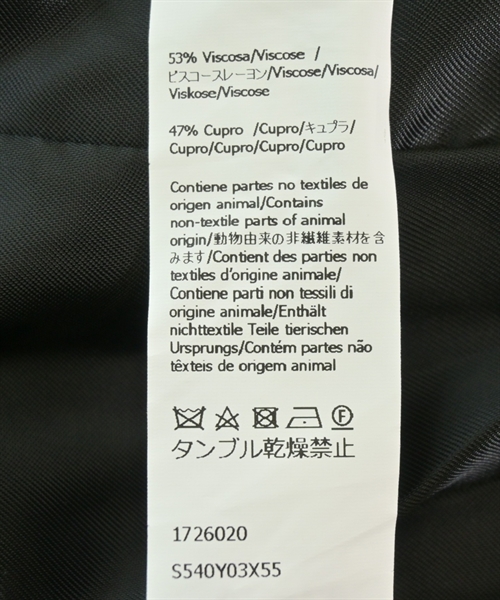 53% Viscosa/Viscose /
ビスコースレーヨン/Viscose/Viscosa/
Viskose/Viscose
47% Cupro /Cupro/キュプラ/
Cupro/Cupro/Cupro/Cupro
Contiene partes no textiles de
origen animal/Contains
non-textile parts of animal
origin/動物由来の非繊維素材を含
みます/Contient des parties non
textiles d'origine animale/
Contiene parti non tessili di
origine animale/Enthält
nichttextile Teile tierischen
Ursprungs/Contém partes não
têxteis de origem animal
F
タンブル乾燥禁止
1726020
S540Y03X55